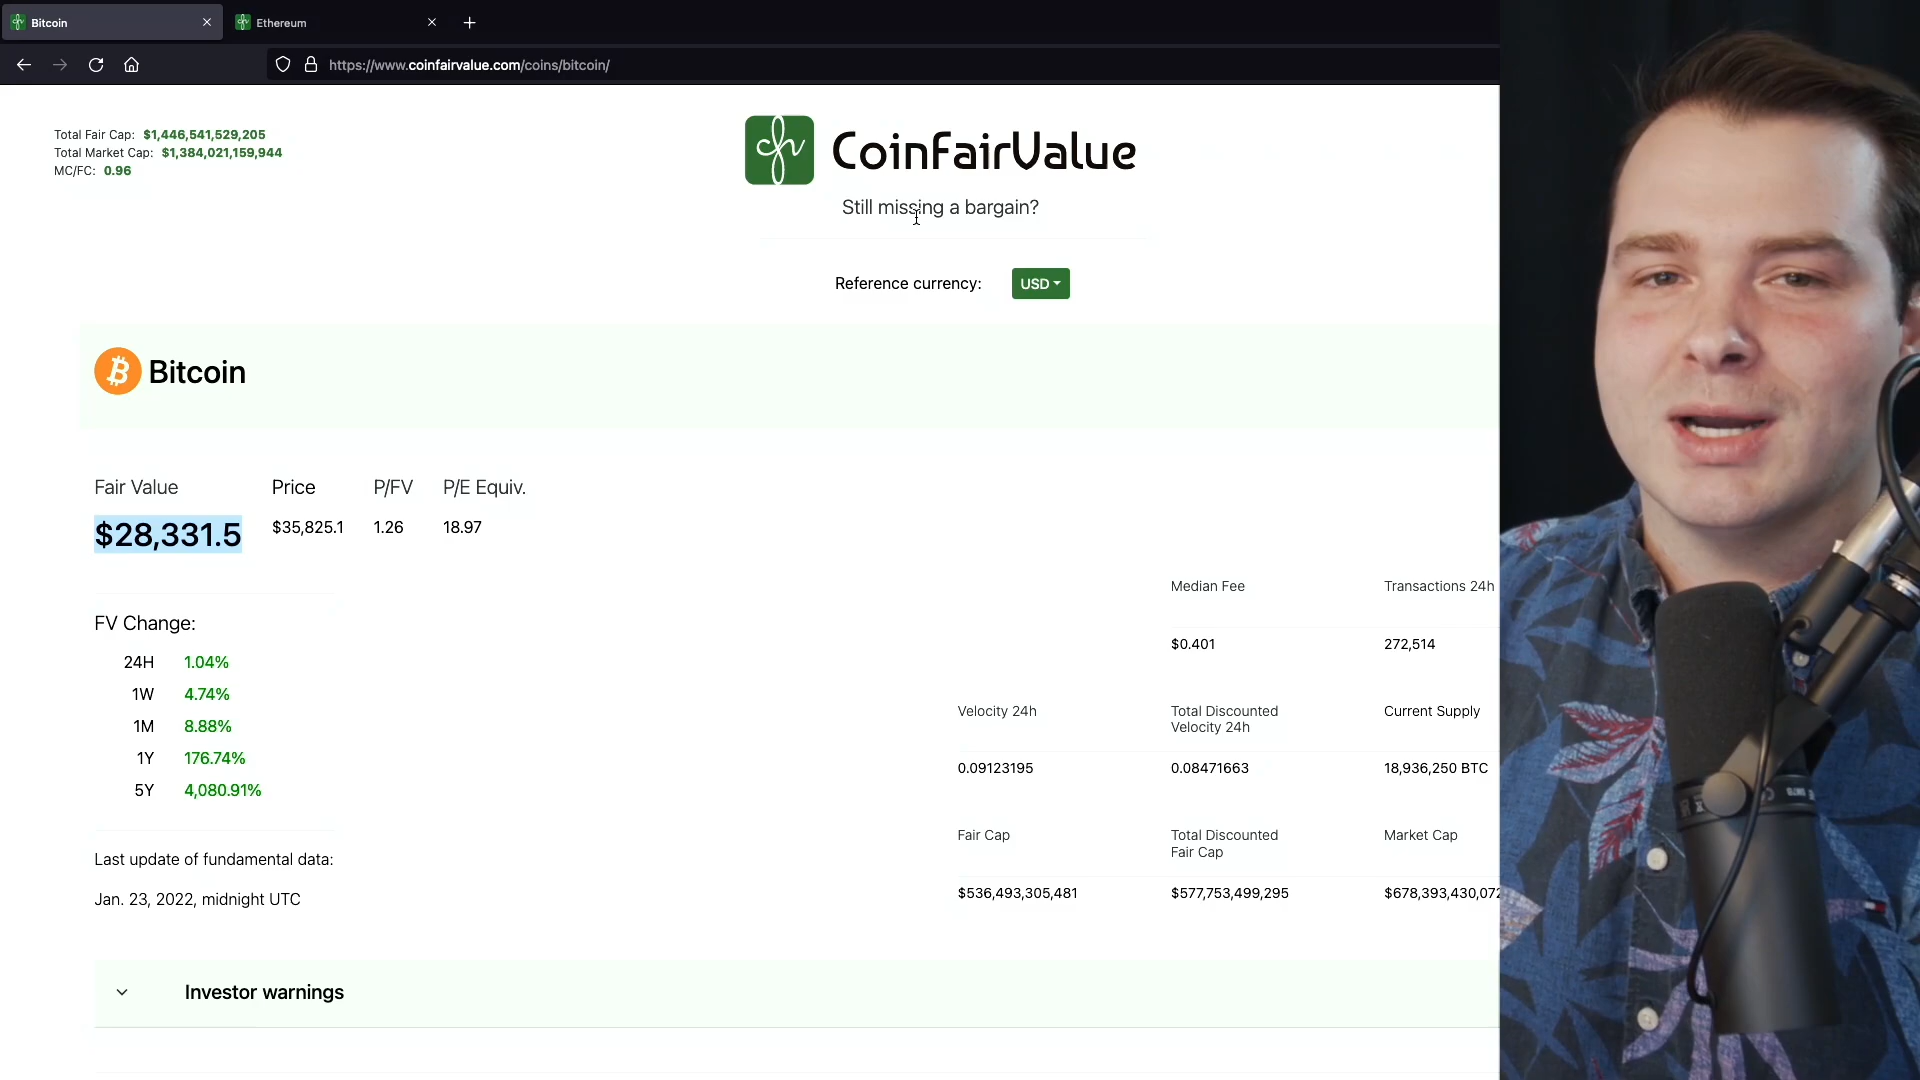 Bitcoin
Ethereum
https://www.coinfairvalue.com/coins/bitcoin/
Total Fair Cap: $1,446,541,529,205
Total Market Cap: $1,384,021,159,944
MC/FC: 0.96
CoinFairValue
Still missing a bargain?
Reference currency: USD
Bitcoin
Fair Value Price P/FV P/E Equiv.
$28,331.5 $35,825.1 1.26 18.97
Median Fee Transactions 24h
$0.401 272,514
FV Change:
24H 1.04%
1W 4.74%
1M 8.88%
1Y 176.74%
5Y 4,080.91%
Velocity 24h Total Discounted Velocity 24h Current Supply
0.09123195 0.08471663 18,936,250 BTC
Fair Cap Total Discounted Fair Cap Market Cap
$536,493,305,481 $577,753,499,295 $678,393,430,072
Last update of fundamental data:
Jan. 23, 2022, midnight UTC
Investor warnings